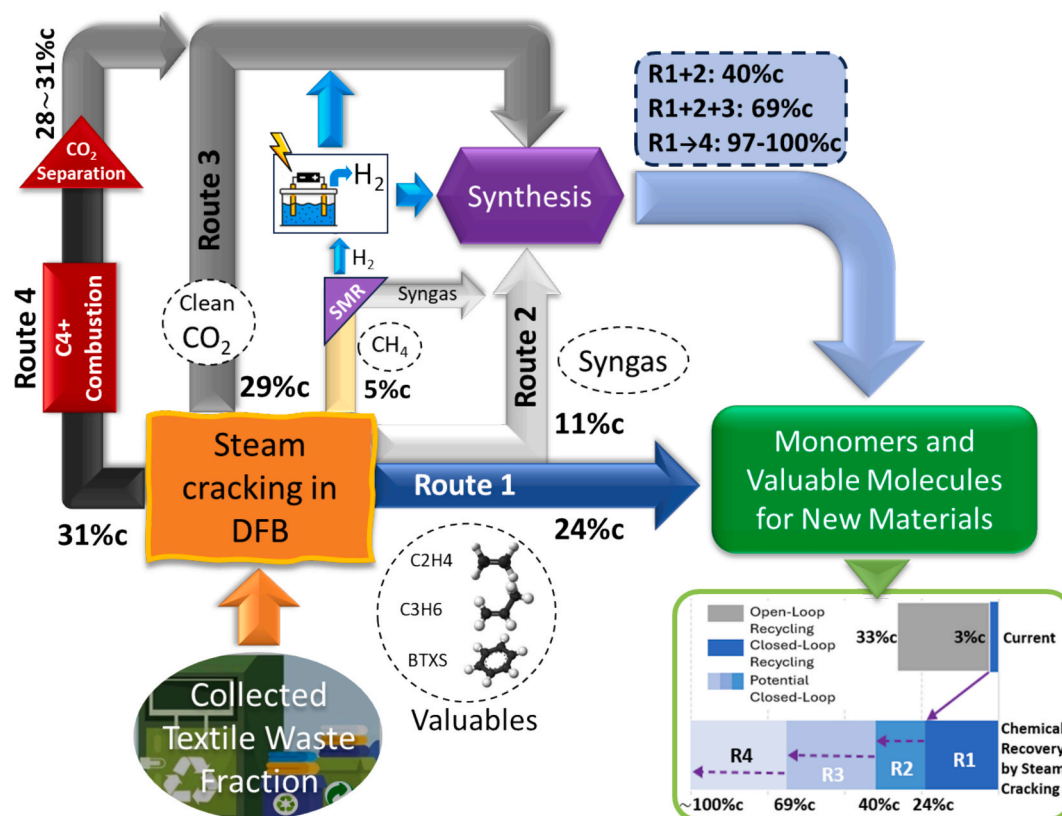 28~31%c
CO2
Separation
Route 4
C4+
Combustion
31%c
Route 3
Clean
CO2
29%c
H2
H2
SMR
Syngas
CH4
5%c
Synthesis
Route 2
Syngas
11%c
R1+2: 40%c
R1+2+3: 69%c
R1→4: 97-100%c
Steam
cracking in
DFB
Route 1
24%c
Monomers and
Valuable Molecules
for New Materials
C2H4
C3H6
BTXS
Valuables
Collected
Textile Waste
Fraction
Open-Loop
Recycling
Closed-Loop
Recycling
Potential
Closed-Loop
33%c
3%c
Current
R4
R3
R2
R1
Chemical
Recovery
by Steam
Cracking
~100%c
69%c
40%c
24%c